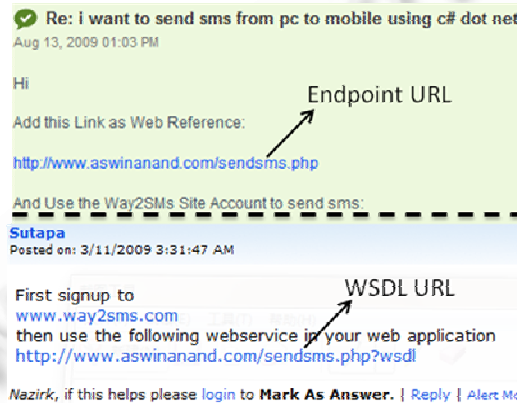 Re: i want to send sms from pc to mobile using c# dot net
Aug 13, 2009 01:03 PM
Hi
Endpoint URL
Add this Link as Web Reference:
http://www.aswinanand.com/sendsms.php
And Use the Way2SMs Site Account to send sms:
Sutapa
Posted on: 3/11/2009 3:31:47 AM
First signup to
WSDL URL
www.way2sms.com
then use the following webservice in your web application
http://www.aswinanand.com/sendsms.php?wsdl
Nazirk, if this helps please login to Mark As Answer. | Reply | Alert